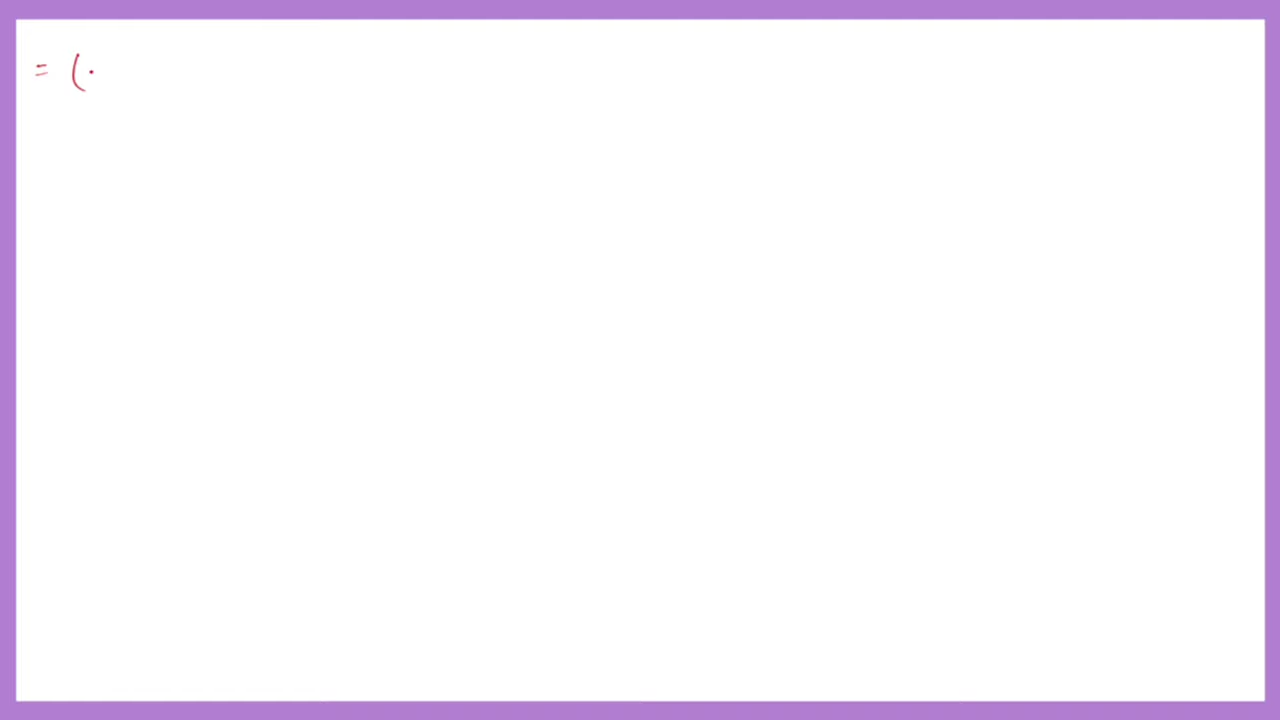 = (.